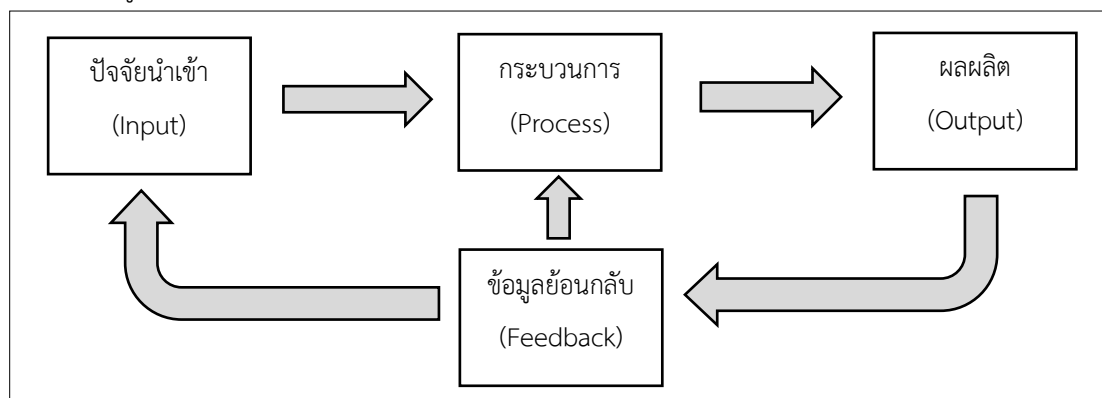 ปัจจัยนำเข้า
(Input)
กระบวนการ
(Process)
ผลผลิต
(Output)
ข้อมูลย้อนกลับ
(Feedback)